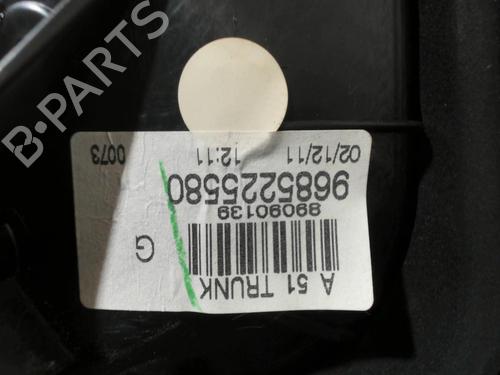 B-PARTS
A 51 TRUNK
89090139
G
9685225580
02/12/11 12:11 0073